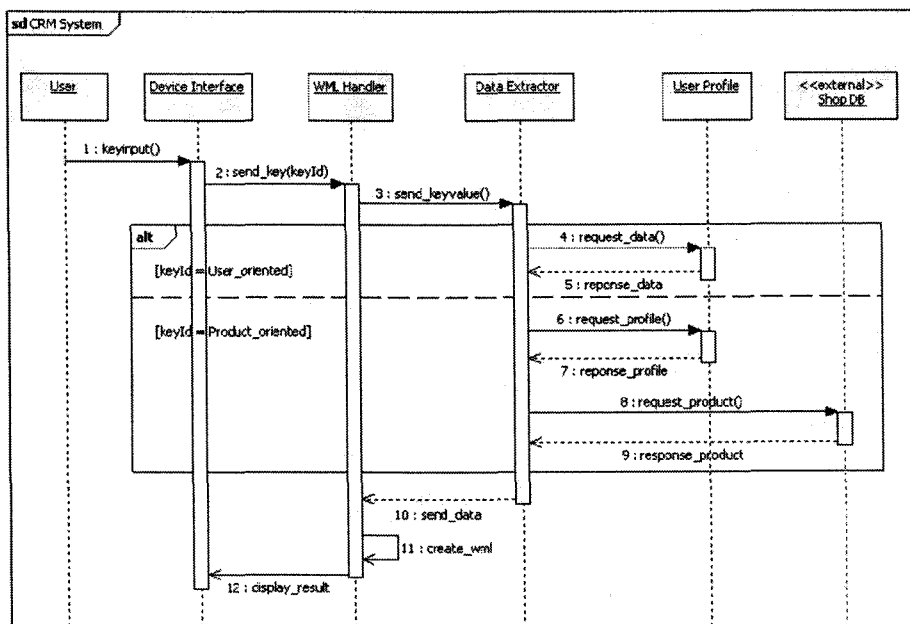 sd CRM System
User
Device Interface
WML Handler
Data Extractor
User Profile
<<external>>
Shop DB
1 : keyinput()
2 : send_key(keyId)
3 : send_keyvalue()
alt
4 : request_data()
[keyId = User_oriented]
5 : reponse_data
[keyId = Product_oriented]
6 : request_profile()
7 : reponse_profile
8 : request_product()
9 : response_product
10 : send_data
11 : create_wml
12 : display_result